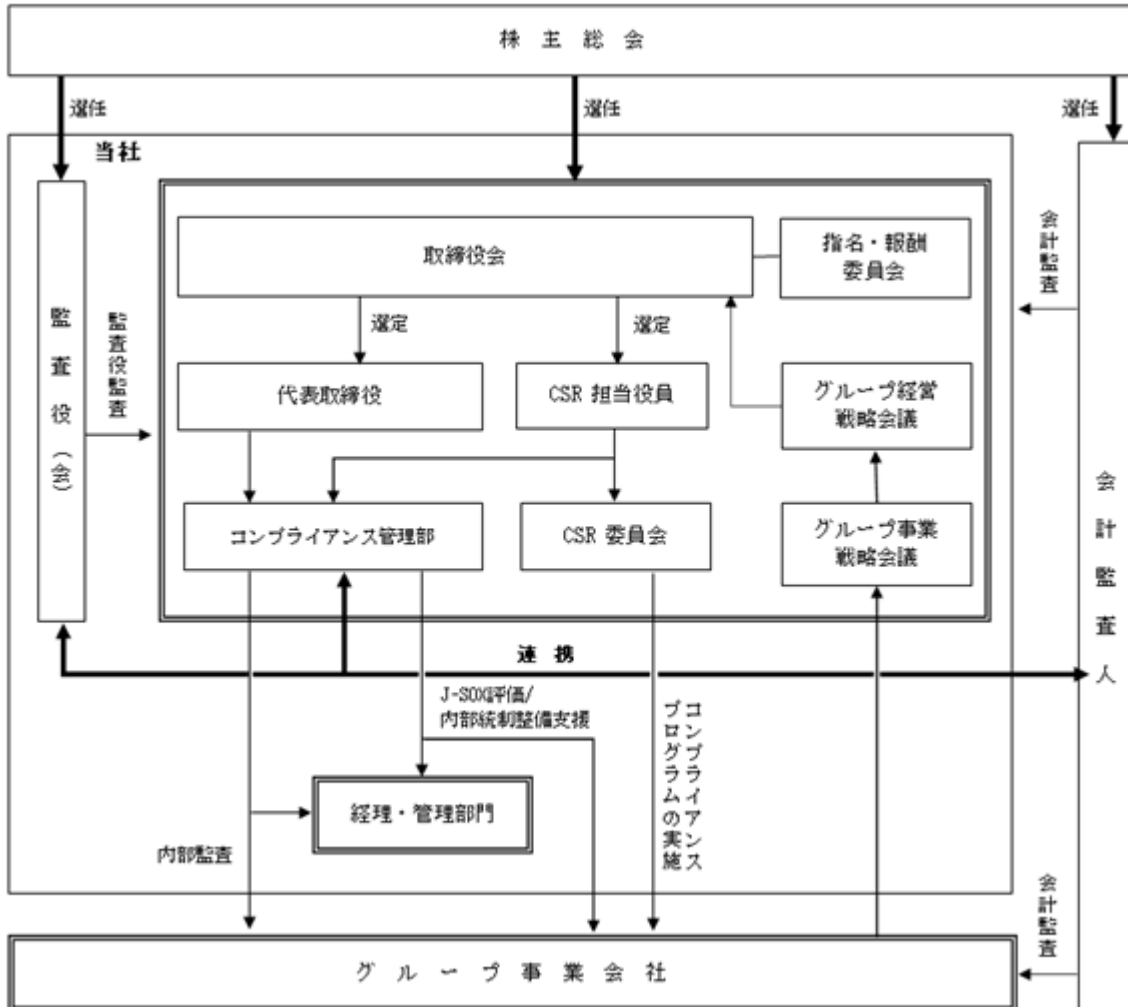 株主総会
選任
選任
選任
当社
取締役会
指名・報酬
委員会
会計監査
監査役(会)
監査役監査
選定
選定
代表取締役
CSR 担当役員
グループ経営
戦略会議
コンプライアンス管理部
CSR 委員会
グループ事業
戦略会議
会計監査人
連携
J-SOX評価/
内部統制整備支援
コンプライアンス
プログラムの実施
経理・管理部門
内部監査
会計監査
グループ事業会社